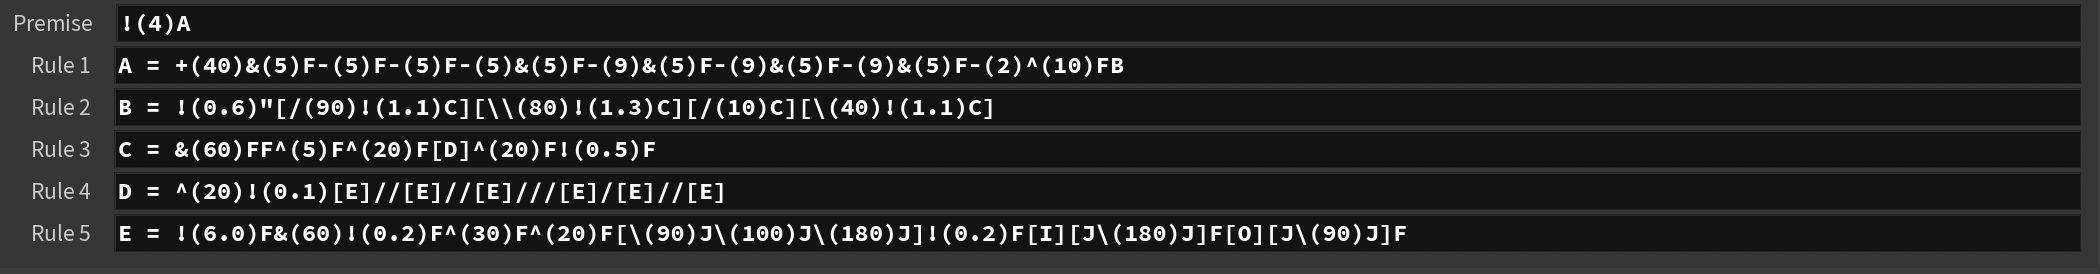 Premise !(4)A
Rule 1 A = +(40)&(5)F-(5)F-(5)F-(5)&(5)F-(9)&(5)F-(9)&(5)F-(9)&(5)F-(2)^(10)FB
Rule 2 B = !(0.6)"[/(90)!(1.1)C][\\(80)!(1.3)C][/(10)C][\(40)!(1.1)C]
Rule 3 C = &(60)FF^(5)F^(20)F[D]^(20)F!(0.5)F
Rule 4 D = ^(20)!(0.1)[E]//[E]//[E]///[E]/[E]//[E]
Rule 5 E = !(6.0)F&(60)!(0.2)F^(30)F^(20)F[\(90)J\(100)J\(180)J]!(0.2)F[I][J\(180)J]F[O][J\(90)J]F